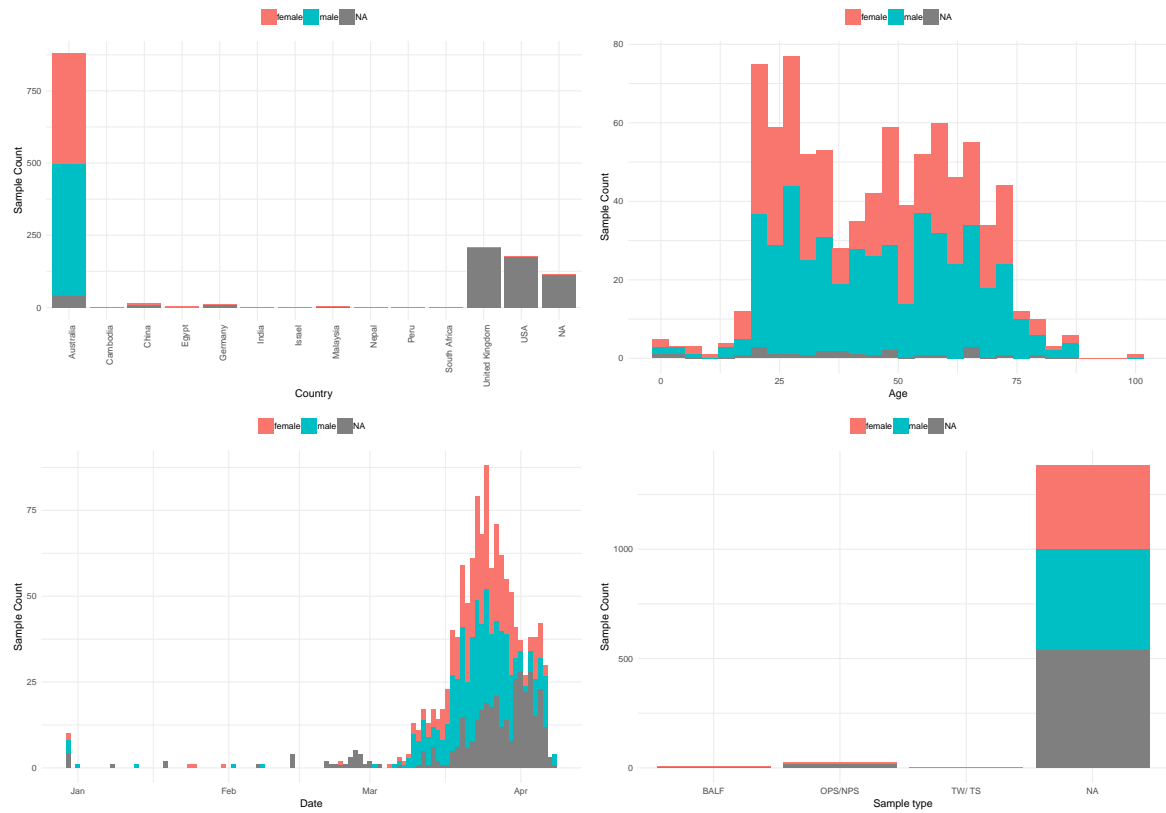 female male NA
750
500
250
0
Sample Count
Australia
Cambodia
China
Egypt
Germany
India
Israel
Malaysia
Nepal
Peru
South Africa
United Kingdom
USA
NA
Country
female male NA
80
60
40
20
0
Sample Count
0 25 50 75 100
Age
female male NA
75
50
25
0
Sample Count
Jan Feb Mar Apr
Date
female male NA
1000
500
0
Sample Count
BALF OPS/NPS TW/ TS NA
Sample type